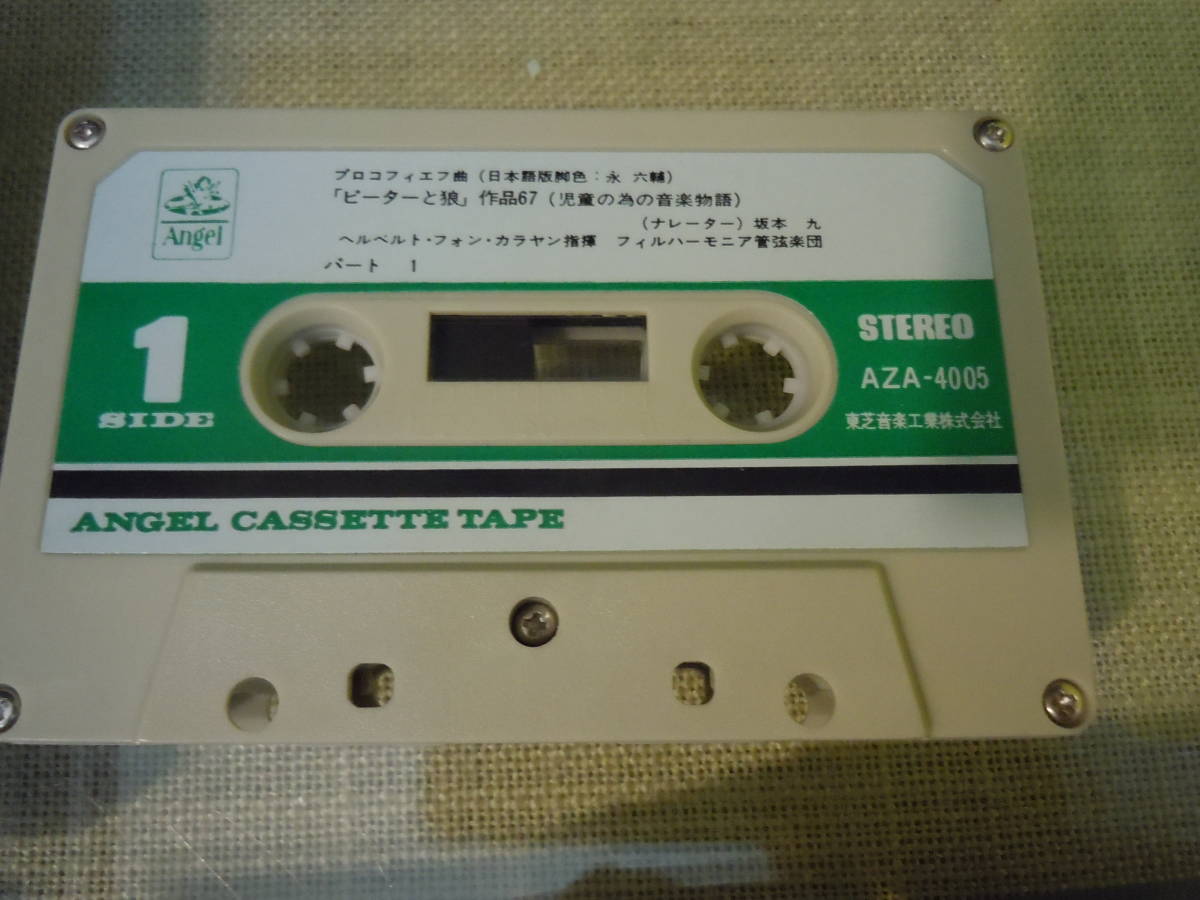 プロコフィエフ曲（日本語版脚色：永 六輔）
「ピーターと狼」作品67（児童の為の音楽物語）
（ナレーター）坂本 九
ヘルベルト・フォン・カラヤン指揮 フィルハーモニア管弦楽団
パート 1
Angel
1
SIDE
STEREO
AZA-4005
東芝音楽工業株式会社
ANGEL CASSETTE TAPE